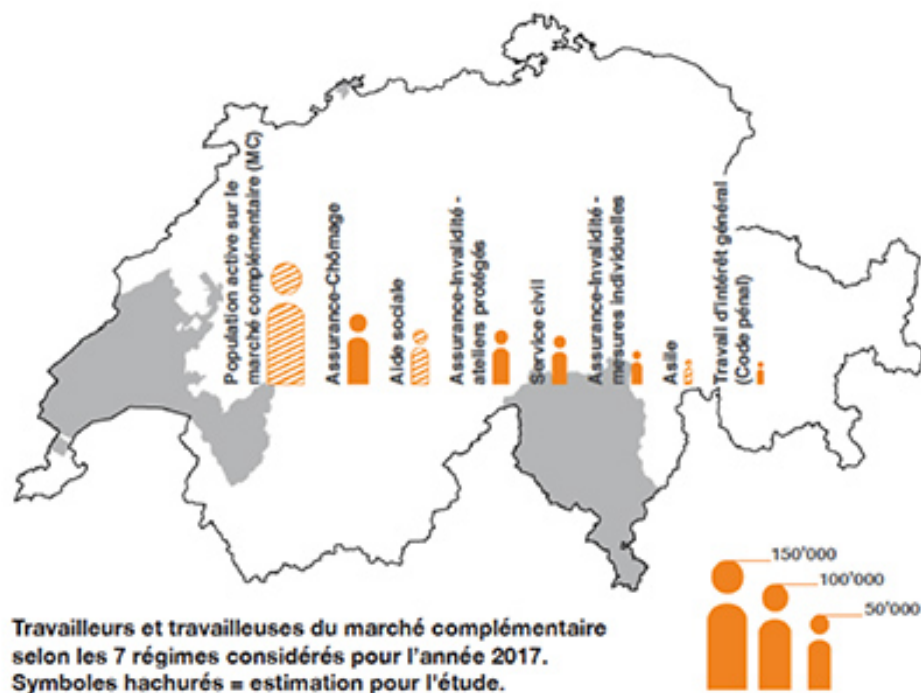 Population active sur le
marché complémentaire (MC)
Assurance-Chômage
Aide sociale
Assurance-Invalidité -
ateliers protégés
Service civil
Assurance-Invalidité -
mesures individuelles
Asile
Travail d'intérêt général
(Code pénal)
150'000
100'000
50'000
Travailleurs et travailleuses du marché complémentaire
selon les 7 régimes considérés pour l'année 2017.
Symboles hachurés = estimation pour l'étude.